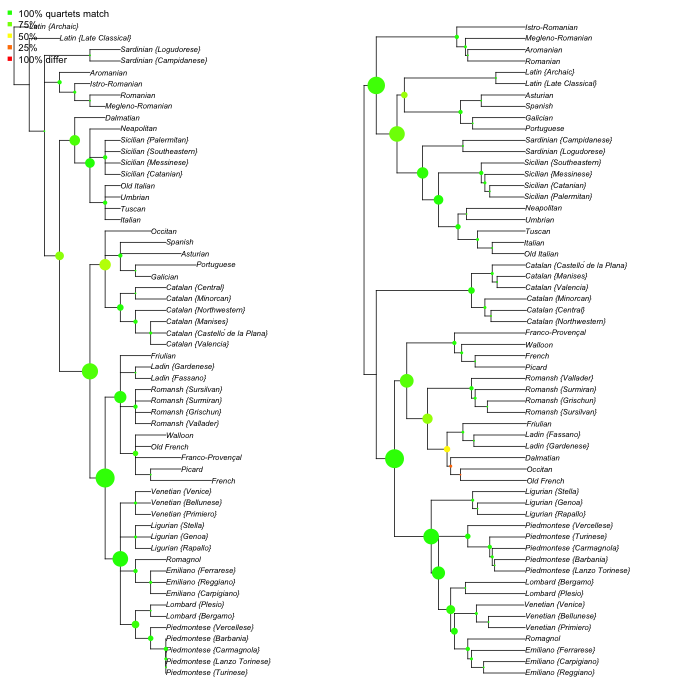 100% quartets match
Latin {Archaic}
75%
50%
Latin {Late Classical}
25%
100% differ
Sardinian {Logudorese}
Sardinian {Campidanese}
Aromanian
Istro-Romanian
Romanian
Megleno-Romanian
Dalmatian
Neapolitan
Sicilian {Palermitan}
Sicilian {Southeastern}
Sicilian {Messinese}
Sicilian {Catanian}
Old Italian
Umbrian
Tuscan
Italian
Occitan
Spanish
Asturian
Portuguese
Galician
Catalan {Central}
Catalan {Minorcan}
Catalan {Northwestern}
Catalan {Manises}
Catalan {Castelló de la Plana}
Catalan {Valencia}
Friulian
Ladin {Gardenese}
Ladin {Fassano}
Romansh {Sursilvan}
Romansh {Surmiran}
Romansh {Grischun}
Romansh {Vallader}
Walloon
Old French
Franco-Provençal
Picard
French
Venetian {Venice}
Venetian {Bellunese}
Venetian {Primiero}
Ligurian {Stella}
Ligurian {Genoa}
Ligurian {Rapallo}
Romagnol
Emiliano {Ferrarese}
Emiliano {Reggiano}
Emiliano {Carpigiano}
Lombard {Plesio}
Lombard {Bergamo}
Piedmontese {Vercellese}
Piedmontese {Barbania}
Piedmontese {Carmagnola}
Piedmontese {Lanzo Torinese}
Piedmontese {Turinese}
Istro-Romanian
Megleno-Romanian
Aromanian
Romanian
Latin {Archaic}
Latin {Late Classical}
Asturian
Spanish
Galician
Portuguese
Sardinian {Campidanese}
Sardinian {Logudorese}
Sicilian {Southeastern}
Sicilian {Messinese}
Sicilian {Catanian}
Sicilian {Palermitan}
Neapolitan
Umbrian
Tuscan
Italian
Old Italian
Catalan {Castelló de la Plana}
Catalan {Manises}
Catalan {Valencia}
Catalan {Minorcan}
Catalan {Central}
Catalan {Northwestern}
Franco-Provençal
Walloon
French
Picard
Romansh {Vallader}
Romansh {Surmiran}
Romansh {Grischun}
Romansh {Sursilvan}
Friulian
Ladin {Fassano}
Ladin {Gardenese}
Dalmatian
Occitan
Old French
Ligurian {Stella}
Ligurian {Genoa}
Ligurian {Rapallo}
Piedmontese {Vercellese}
Piedmontese {Turinese}
Piedmontese {Carmagnola}
Piedmontese {Barbania}
Piedmontese {Lanzo Torinese}
Lombard {Bergamo}
Lombard {Plesio}
Venetian {Venice}
Venetian {Bellunese}
Venetian {Primiero}
Romagnol
Emiliano {Ferrarese}
Emiliano {Carpigiano}
Emiliano {Reggiano}